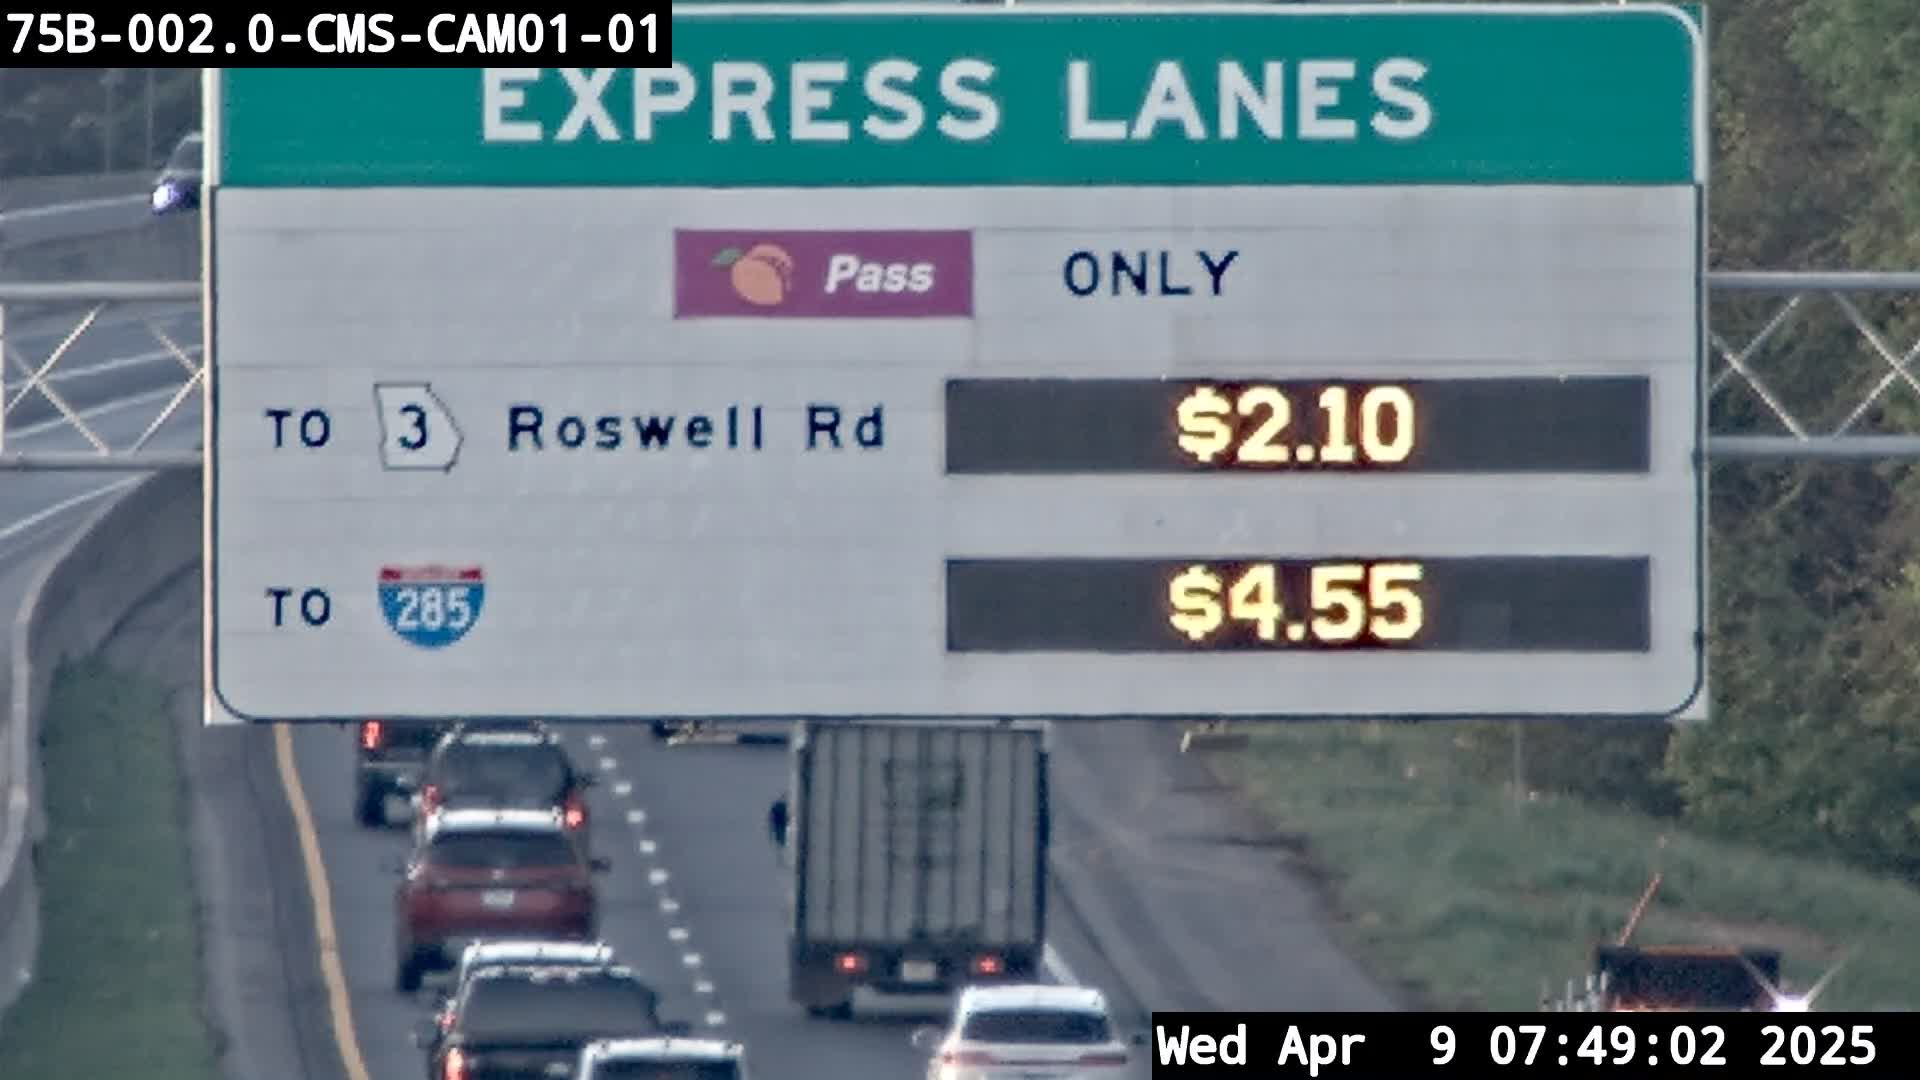 75B-002.0-CMS-CAM01-01
EXPRESS LANES
Pass ONLY
TO 3 Roswell Rd $2.10
TO 285 $4.55
Wed Apr 9 07:49:02 2025